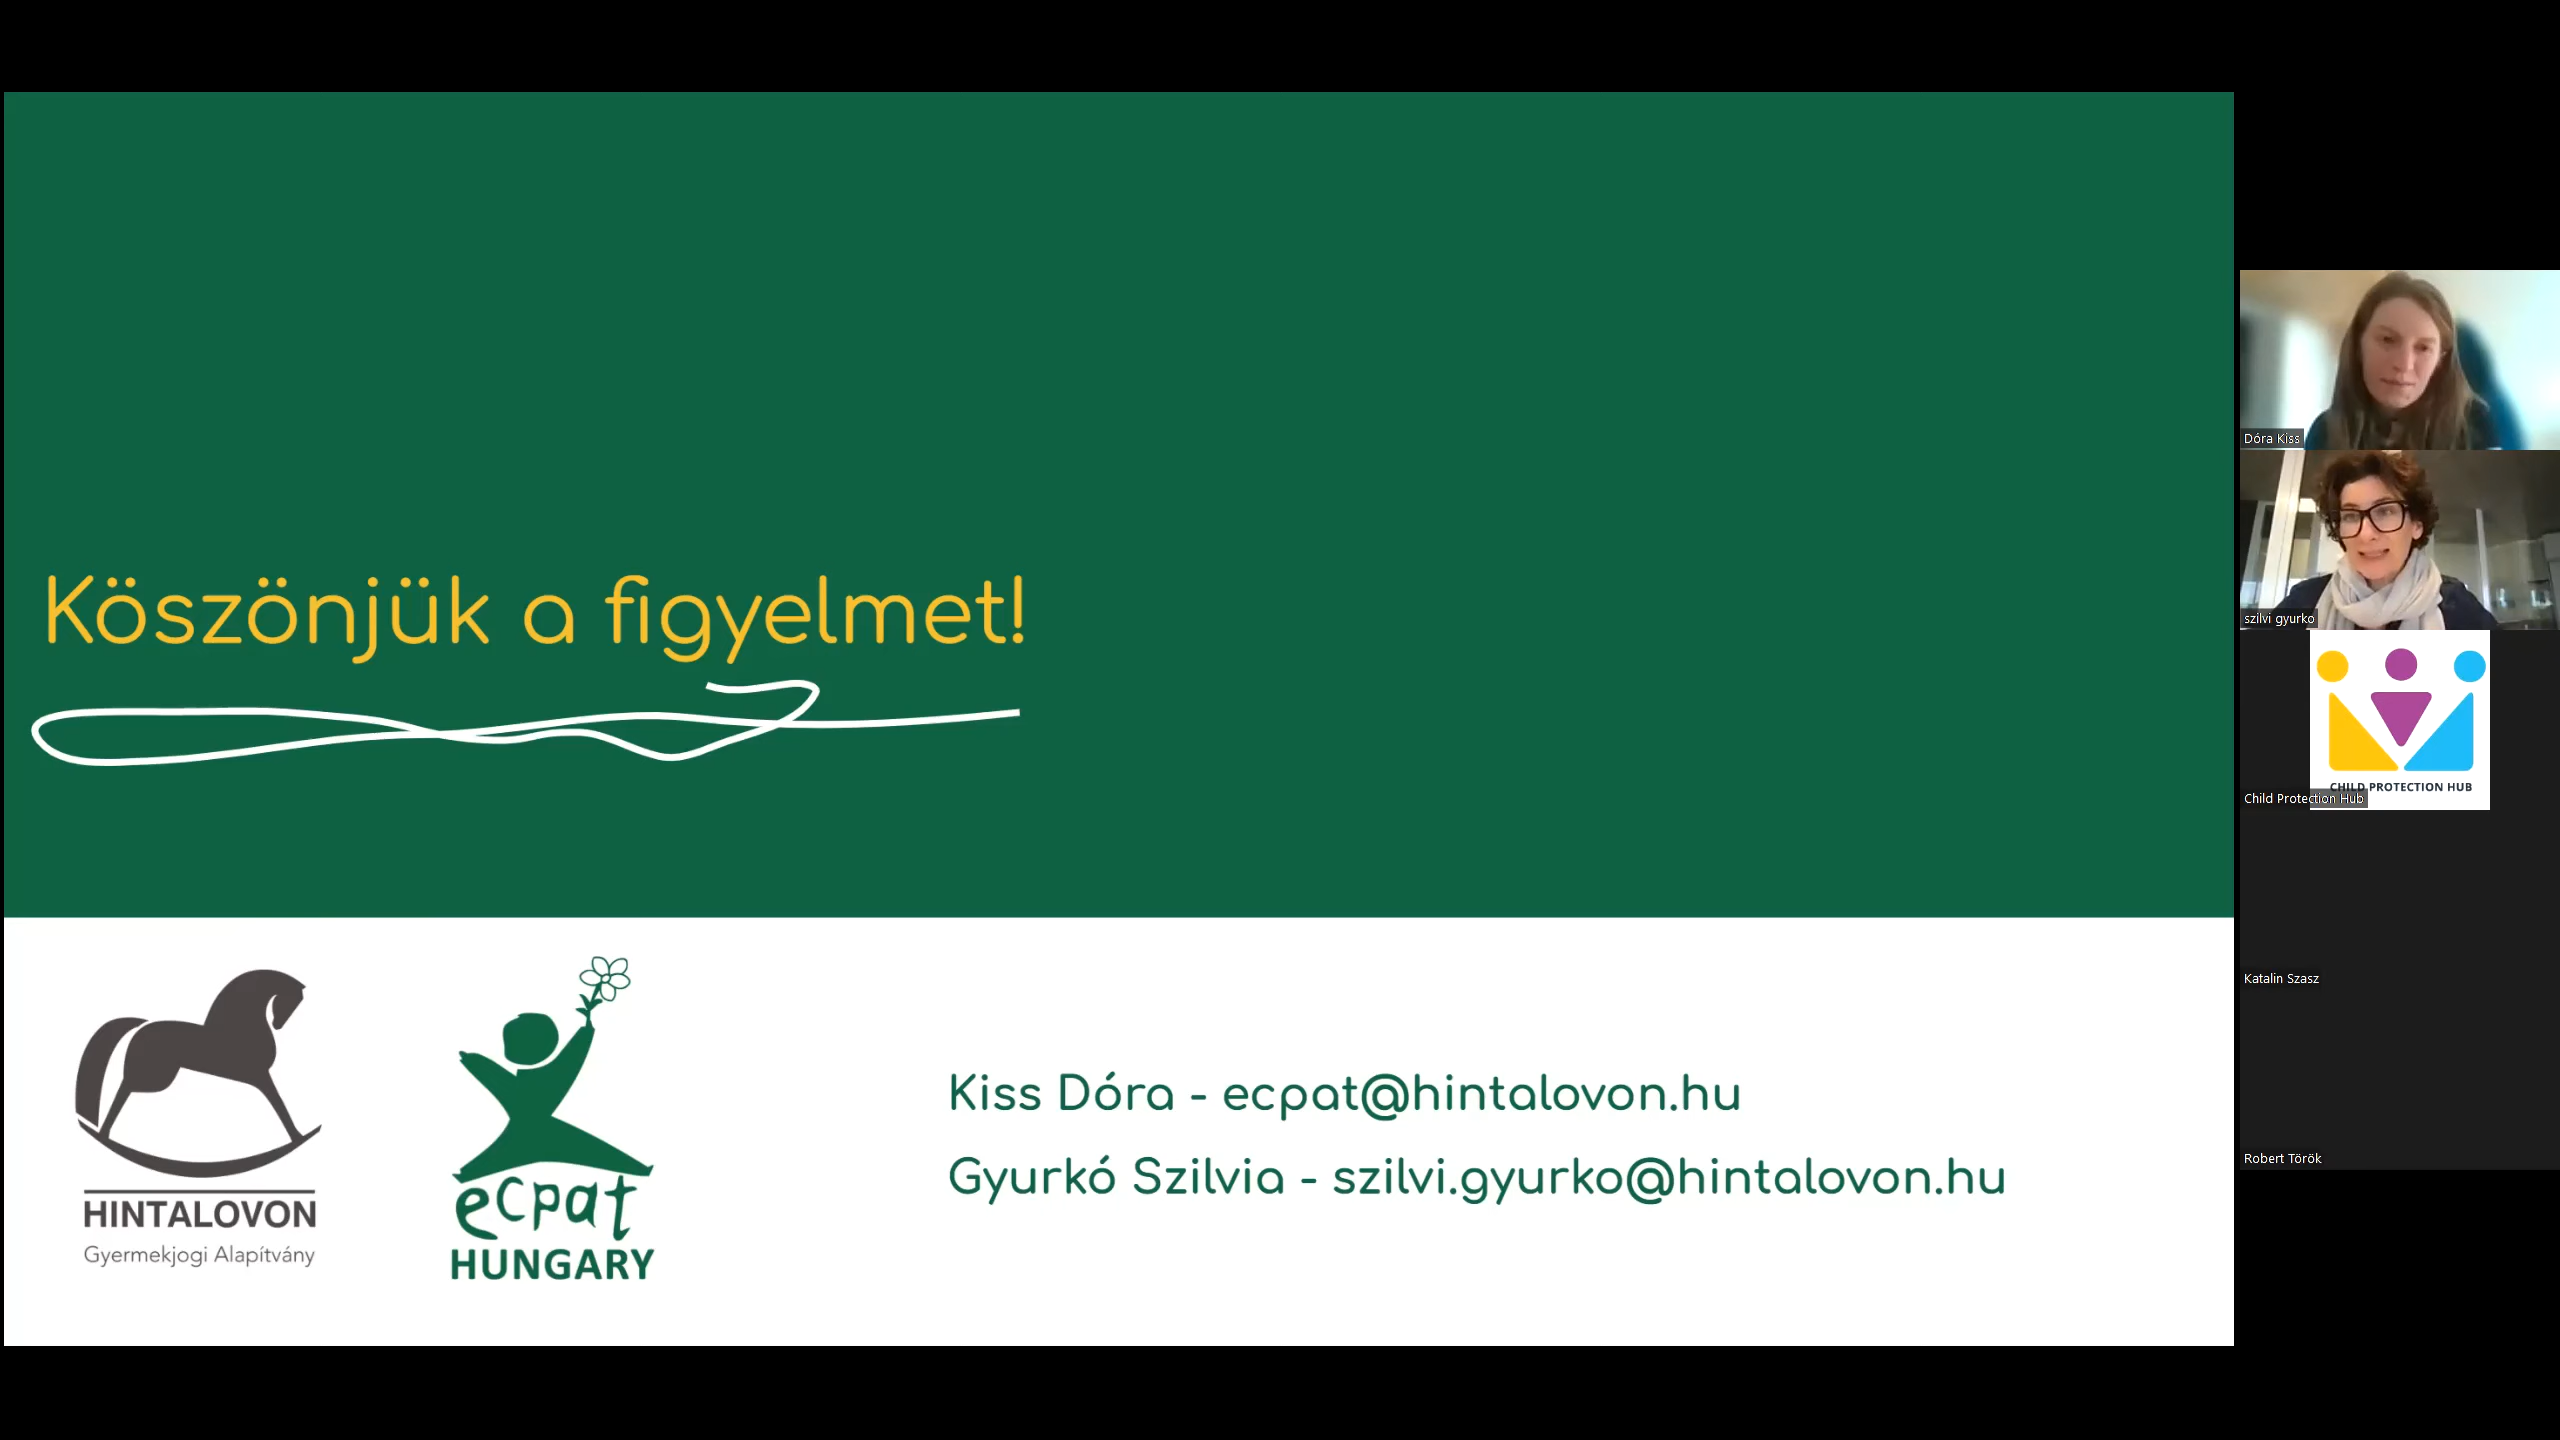 Köszönjük a figyelmet!
HINTALOVON
Gyermekjogi Alapítvány
ecpat
HUNGARY
Kiss Dóra - ecpat@hintalovon.hu
Gyurkó Szilvia - szilvi.gyurko@hintalovon.hu
Dóra Kiss
szilvi gyurko
CHILD PROTECTION HUB
Child Protection Hub
Katalin Szasz
Robert Török